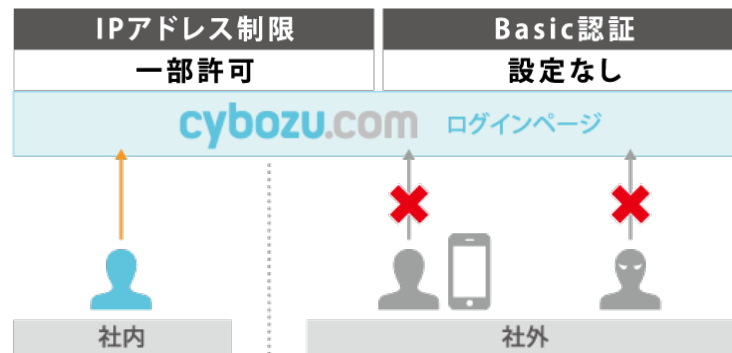 IPアドレス制限
Basic認証
一部許可
設定なし
cybozu.com ログインページ
社内
社外